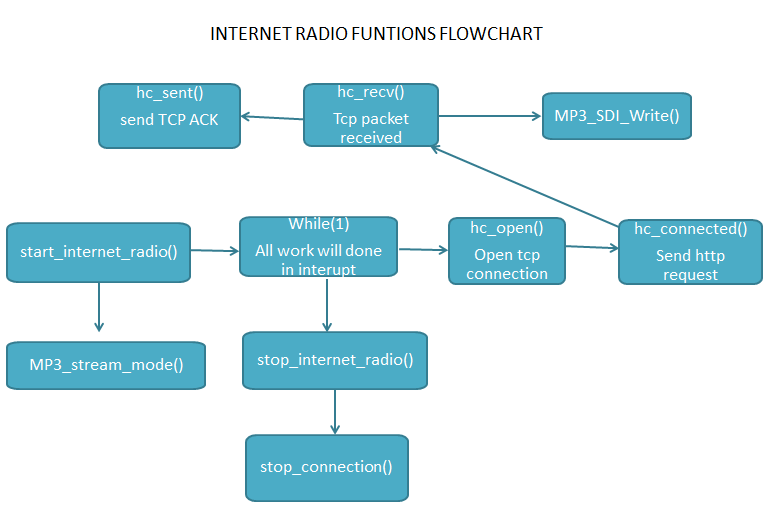 INTERNET RADIO FUNTIONS FLOWCHART
hc_sent()
send TCP ACK
hc_recv()
Tcp packet
received
MP3_SDI_Write()
start_internet_radio()
While(1)
All work will done
in interupt
hc_open()
Open tcp
connection
hc_connected()
Send http
request
MP3_stream_mode()
stop_internet_radio()
stop_connection()